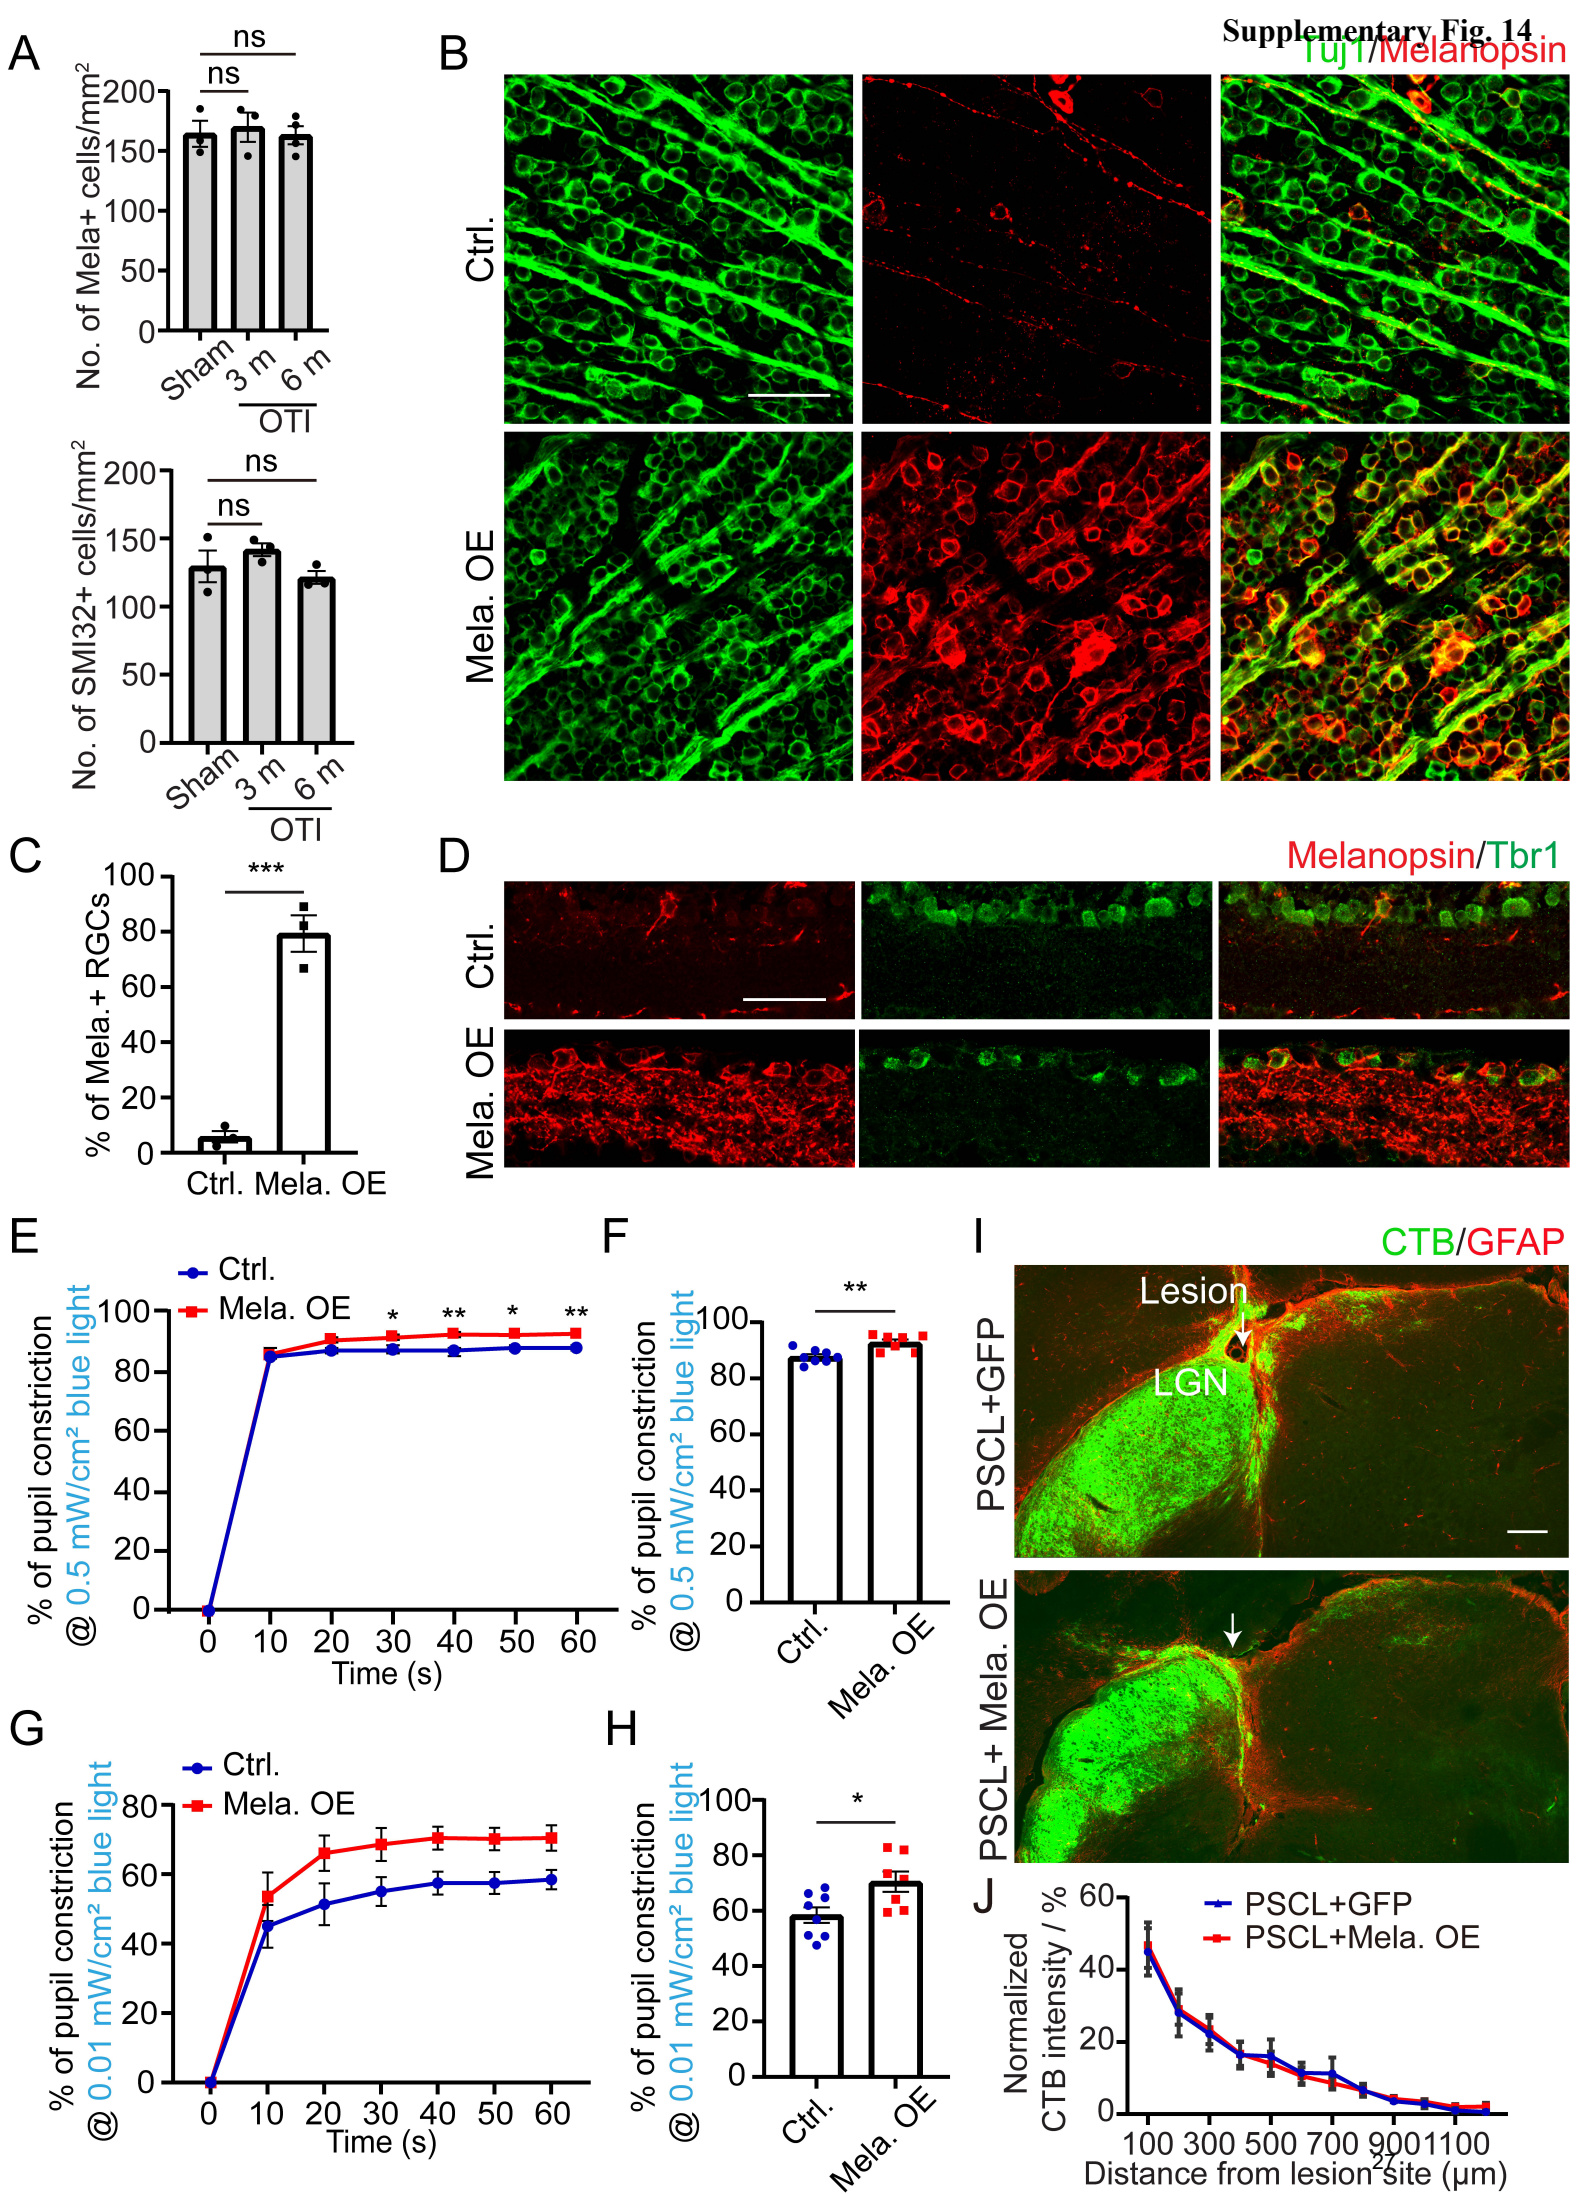 Supplementary Fig. 14
A
No. of Mela+ cells/mm²
200
150
100
50
0
ns
ns
Sham
3 m
6 m
OTI
No. of SMI32+ cells/mm²
200
150
100
50
0
ns
ns
Sham
3 m
6 m
OTI
B
Tuj1/Melanopsin
Ctrl.
Mela. OE
C
% of Mela.+ RGCs
100
80
60
40
20
0
***
Ctrl.
Mela. OE
D
Melanopsin/Tbr1
Ctrl.
Mela. OE
E
Ctrl.
Mela. OE
% of pupil constriction
@ 0.5 mW/cm² blue light
100
80
60
40
20
0
* ** * **
0 10 20 30 40 50 60
Time (s)
F
% of pupil constriction
@ 0.5 mW/cm² blue light
100
80
60
40
20
0
**
Ctrl.
Mela. OE
G
Ctrl.
Mela. OE
% of pupil constriction
@ 0.01 mW/cm² blue light
80
60
40
20
0
0 10 20 30 40 50 60
Time (s)
H
% of pupil constriction
@ 0.01 mW/cm² blue light
100
80
60
40
20
0
*
Ctrl.
Mela. OE
I
CTB/GFAP
PSCL+GFP
Lesion
LGN
PSCL+ Mela. OE
J
PSCL+GFP
PSCL+Mela. OE
Normalized
CTB intensity / %
60
40
20
0
100 300 500 700 900 1100
Distance from lesion site (μm)
27